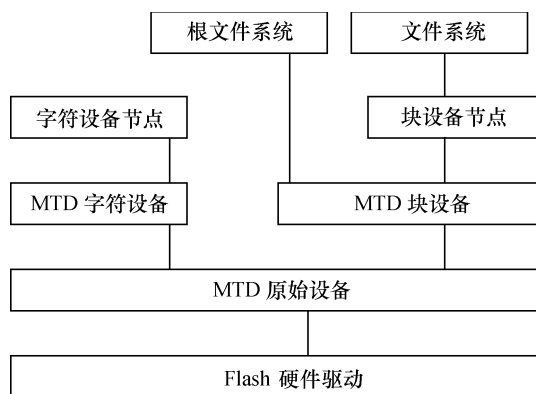 根文件系统
文件系统
字符设备节点
块设备节点
MTD 字符设备
MTD 块设备
MTD 原始设备
Flash 硬件驱动